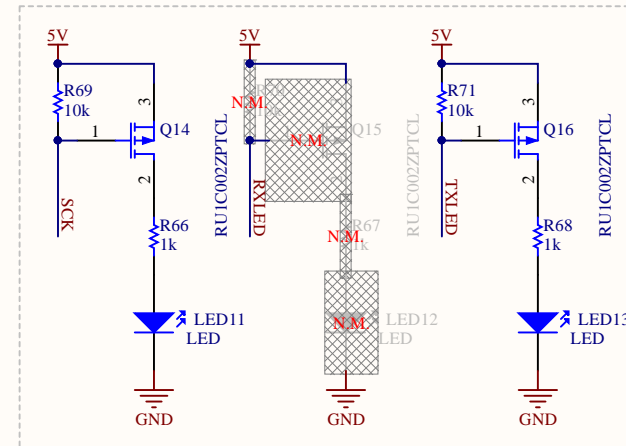 5V
R69
10k
1
3
2
Q14
RU1C002ZPTCL
SCK
R66
1k
LED11
LED
GND
5V
N.M.
N.M.
Q15
RU1C002ZPTCL
RXLED
R67
1k
N.M.
N.M.
LED12
LED
GND
5V
R71
10k
1
3
2
Q16
RU1C002ZPTCL
TXLED
R68
1k
LED13
LED
GND